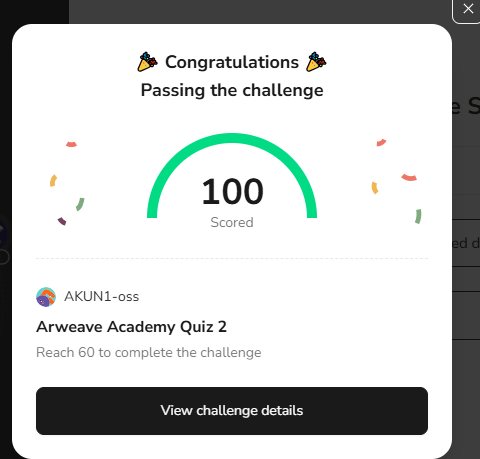 Congratulations
Passing the challenge
100
Scored
AKUN1-oss
Arweave Academy Quiz 2
Reach 60 to complete the challenge
View challenge details
e S
ed d